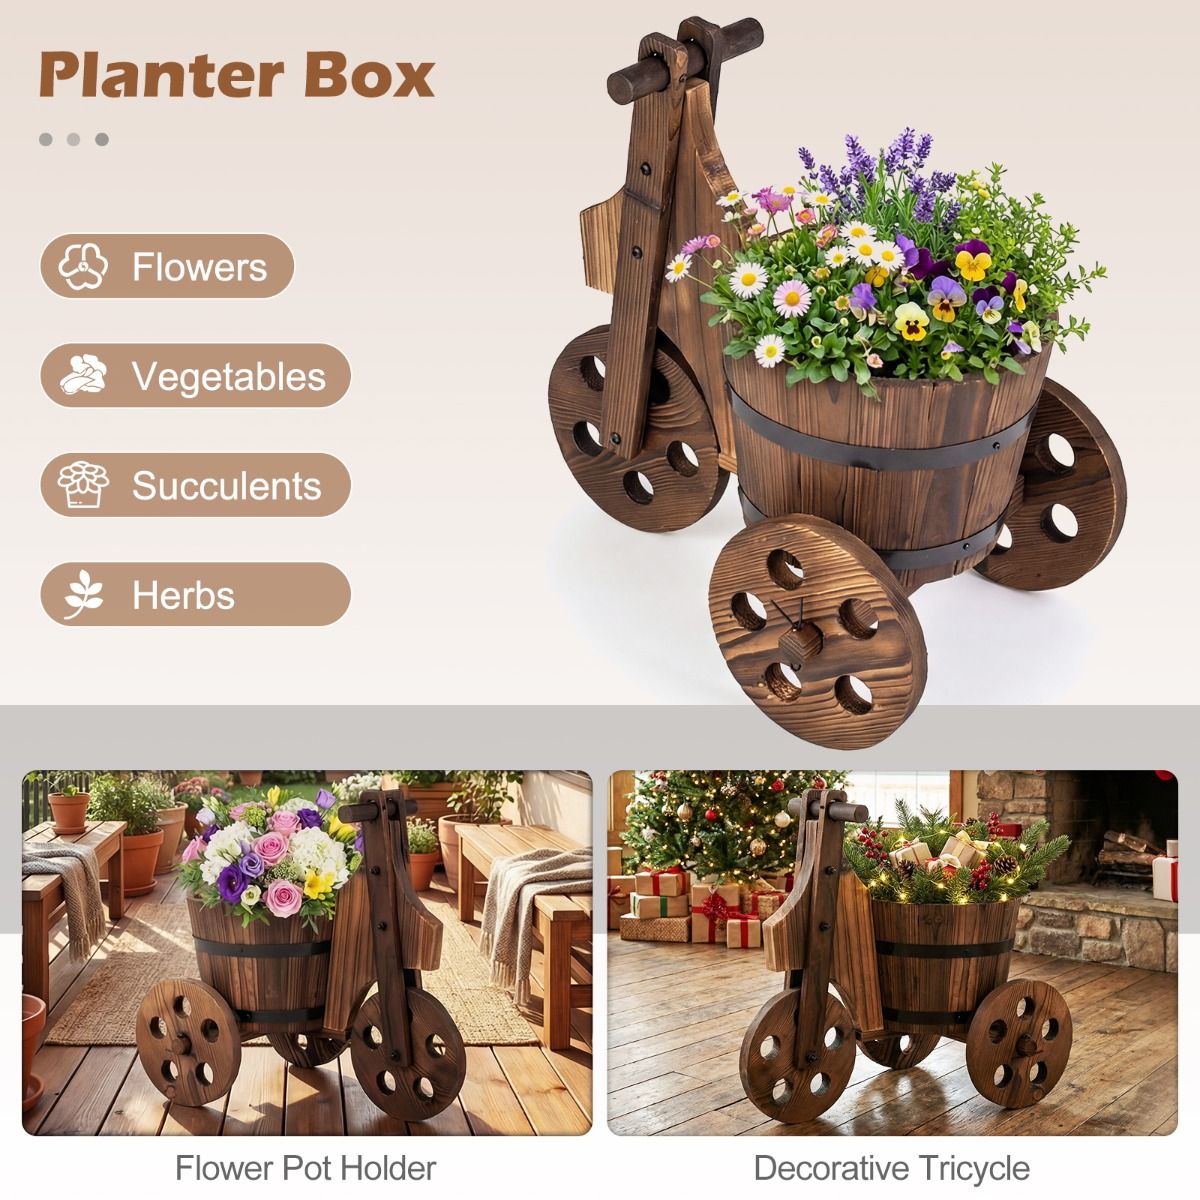 Planter Box
Flowers
Vegetables
Succulents
Herbs
Flower Pot Holder
Decorative Tricycle